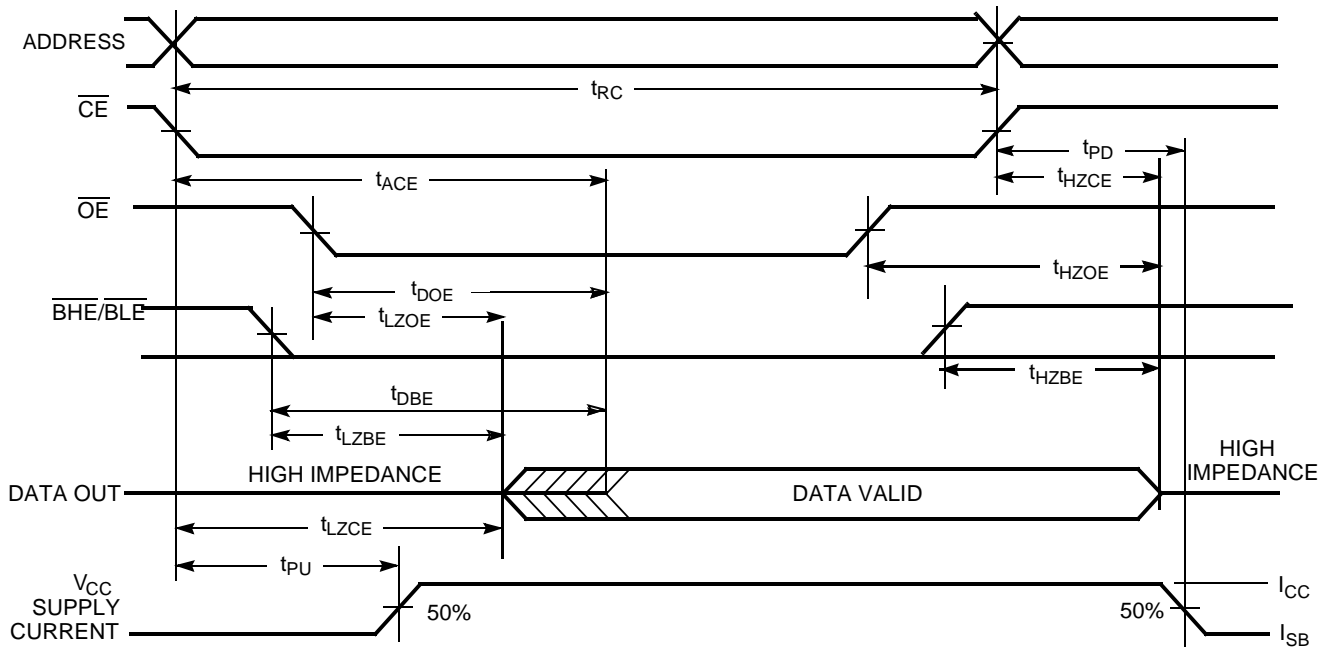 ADDRESS
tRC
CE
tPD
tHZCE
tACE
OE
tHZOE
tDOE
tLZOE
BHE/BLE
tHZBE
tDBE
tLZBE
HIGH IMPEDANCE
HIGH
IMPEDANCE
DATA OUT
DATA VALID
tLZCE
tPU
VCC
SUPPLY
CURRENT
50%
50%
ICC
ISB